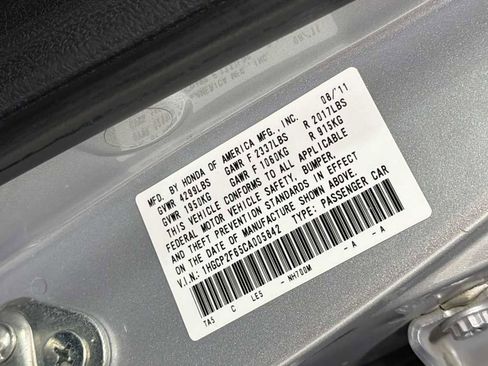 MFD. BY HONDA OF AMERICA MFG., INC. 08/11
GVWR 4299LBS GAWR F 2337LBS R 2017LBS
GVWR 1950KG GAWR F 1060KG R 915KG
THIS VEHICLE CONFORMS TO ALL APPLICABLE
FEDERAL MOTOR VEHICLE SAFETY, BUMPER,
AND THEFT PREVENTION STANDARDS IN EFFECT
ON THE DATE OF MANUFACTURE SHOWN ABOVE.
V.I.N.: 1HGCP2F65CA005842 TYPE: PASSENGER CAR
7A5 C LE5 - NH700M - A - A